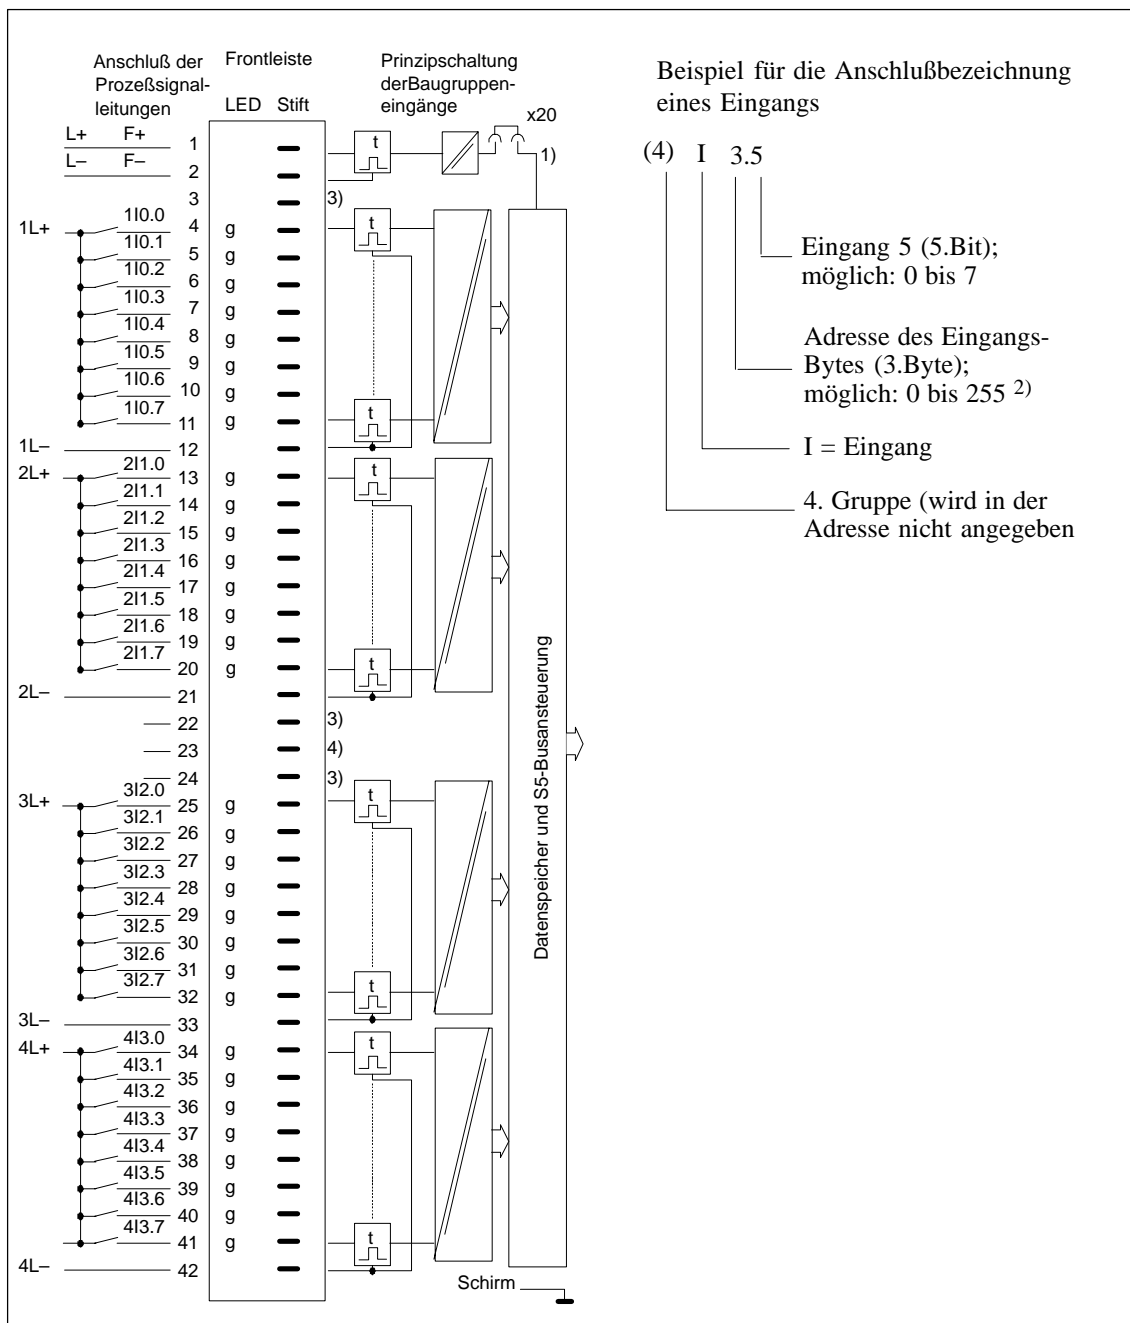 Anschluß der
Prozeßsignal-
leitungen
Frontleiste
LED Stift
Prinzipschaltung
derBaugruppen-
eingänge
x20
1)
L+ F+ 1 t
L– F– 2
3 3)
1I0.0
1L+ 4 g t
1I0.1
5 g
1I0.2
6 g
1I0.3
7 g
1I0.4
8 g
1I0.5
9 g
1I0.6
10 g
1I0.7
11 g t
1L– 12
2I1.0
2L+ 13 g t
2I1.1
14 g
2I1.2
15 g
2I1.3
16 g
2I1.4
17 g
2I1.5
18 g
2I1.6
19 g
2I1.7
20 g t
2L– 21
22 3)
23 4)
24 3)
3I2.0
3L+ 25 g t
3I2.1
26 g
3I2.2
27 g
3I2.3
28 g
3I2.4
29 g
3I2.5
30 g
3I2.6
31 g
3I2.7
32 g t
3L– 33
4I3.0
4L+ 34 g t
4I3.1
35 g
4I3.2
36 g
4I3.3
37 g
4I3.4
38 g
4I3.5
39 g
4I3.6
40 g
4I3.7
41 g t
4L– 42
Datenspeicher und S5-Busansteuerung
Schirm
Beispiel für die Anschlußbezeichnung
eines Eingangs
(4) I 3.5
Eingang 5 (5.Bit);
möglich: 0 bis 7
Adresse des Eingangs-
Bytes (3.Byte);
möglich: 0 bis 255 2)
I = Eingang
4. Gruppe (wird in der
Adresse nicht angegeben